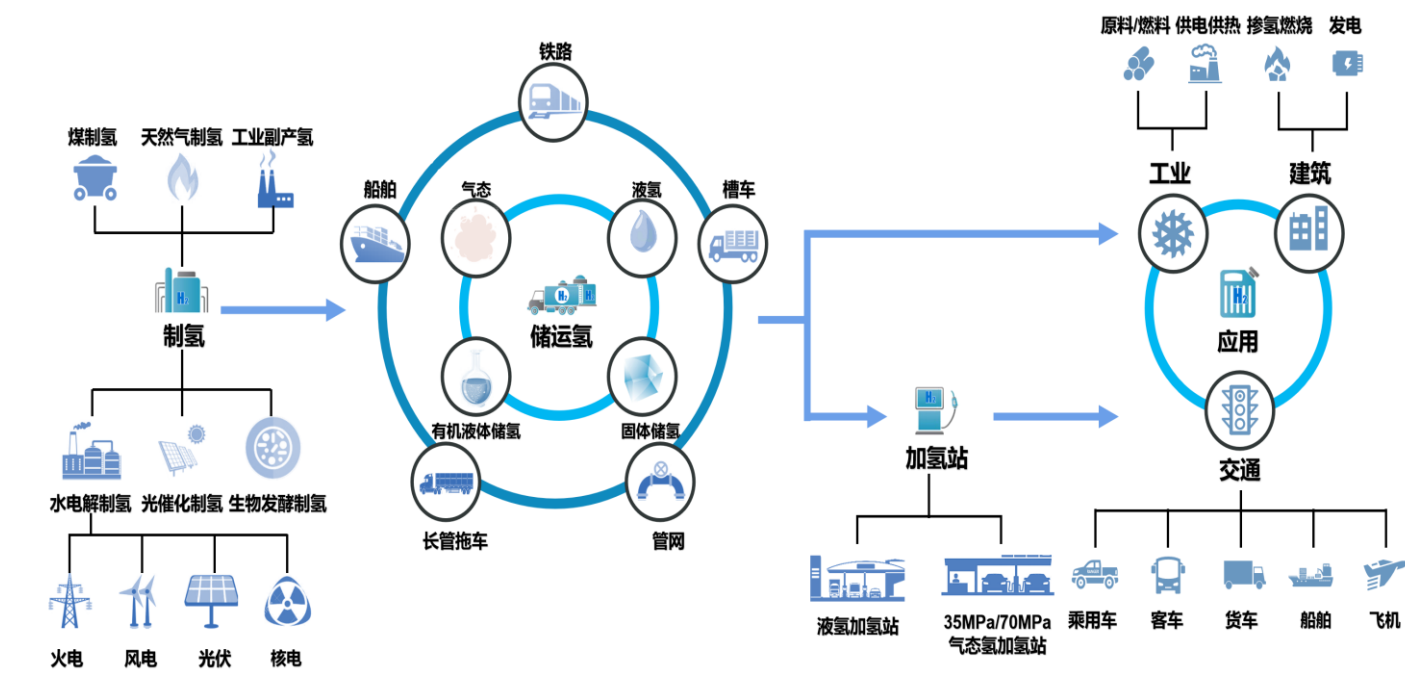 煤制氢
天然气制氢
工业副产氢
H₂
制氢
水电解制氢
光催化制氢
生物发酵制氢
火电
风电
光伏
核电
铁路
船舶
槽车
气态
液氢
H₂
H
储运氢
有机液体储氢
固体储氢
长管拖车
管网
H₂
加氢站
液氢加氢站
35MPa/70MPa
气态氢加氢站
原料/燃料
供电供热
掺氢燃烧
发电
工业
建筑
H₂
应用
交通
乘用车
客车
货车
船舶
飞机